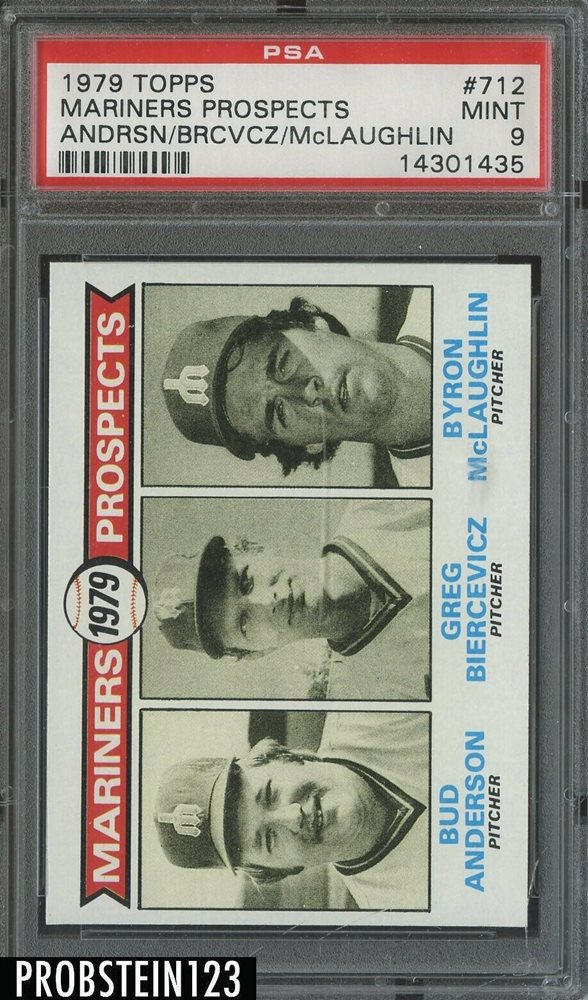 PSA
1979 TOPPS #712
MARINERS PROSPECTS MINT
ANDRSN/BRCVCZ/McLAUGHLIN 9
14301435
MARINERS 1979 PROSPECTS
BUD
ANDERSON
PITCHER
GREG
BIERCEVICZ
PITCHER
BYRON
McLAUGHLIN
PITCHER
PROBSTEIN123